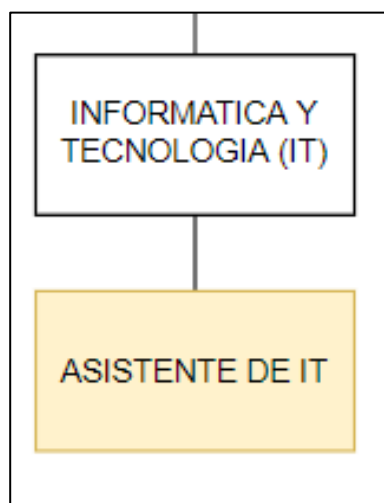 INFORMATICA Y
TECNOLOGIA (IT)
ASISTENTE DE IT